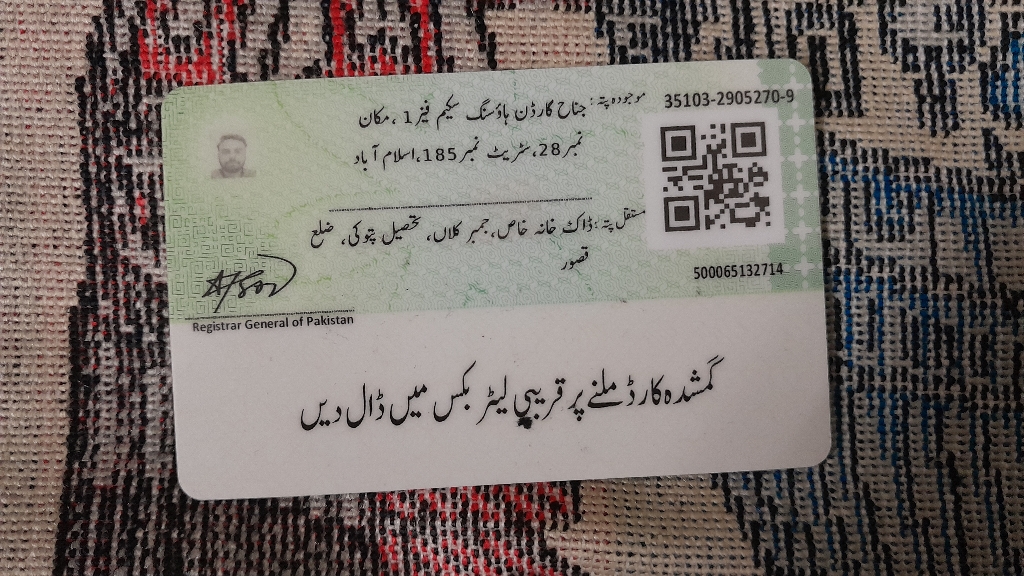 35103-2905270-9
موجودہ پتہ: جناح گارڈن ہاؤسنگ سکیم فیز 1 ،مکان
نمبر 28،سٹریٹ نمبر 185،اسلام آباد
مستقل پتہ: ڈاکٹ خانہ خاص، جمبر کلاں، تحصیل پتوکی، ضلع
قصور
500065132714
Registrar General of Pakistan
گمشدہ کارڈ ملنے پر قریبی لیٹر بکس میں ڈال دیں